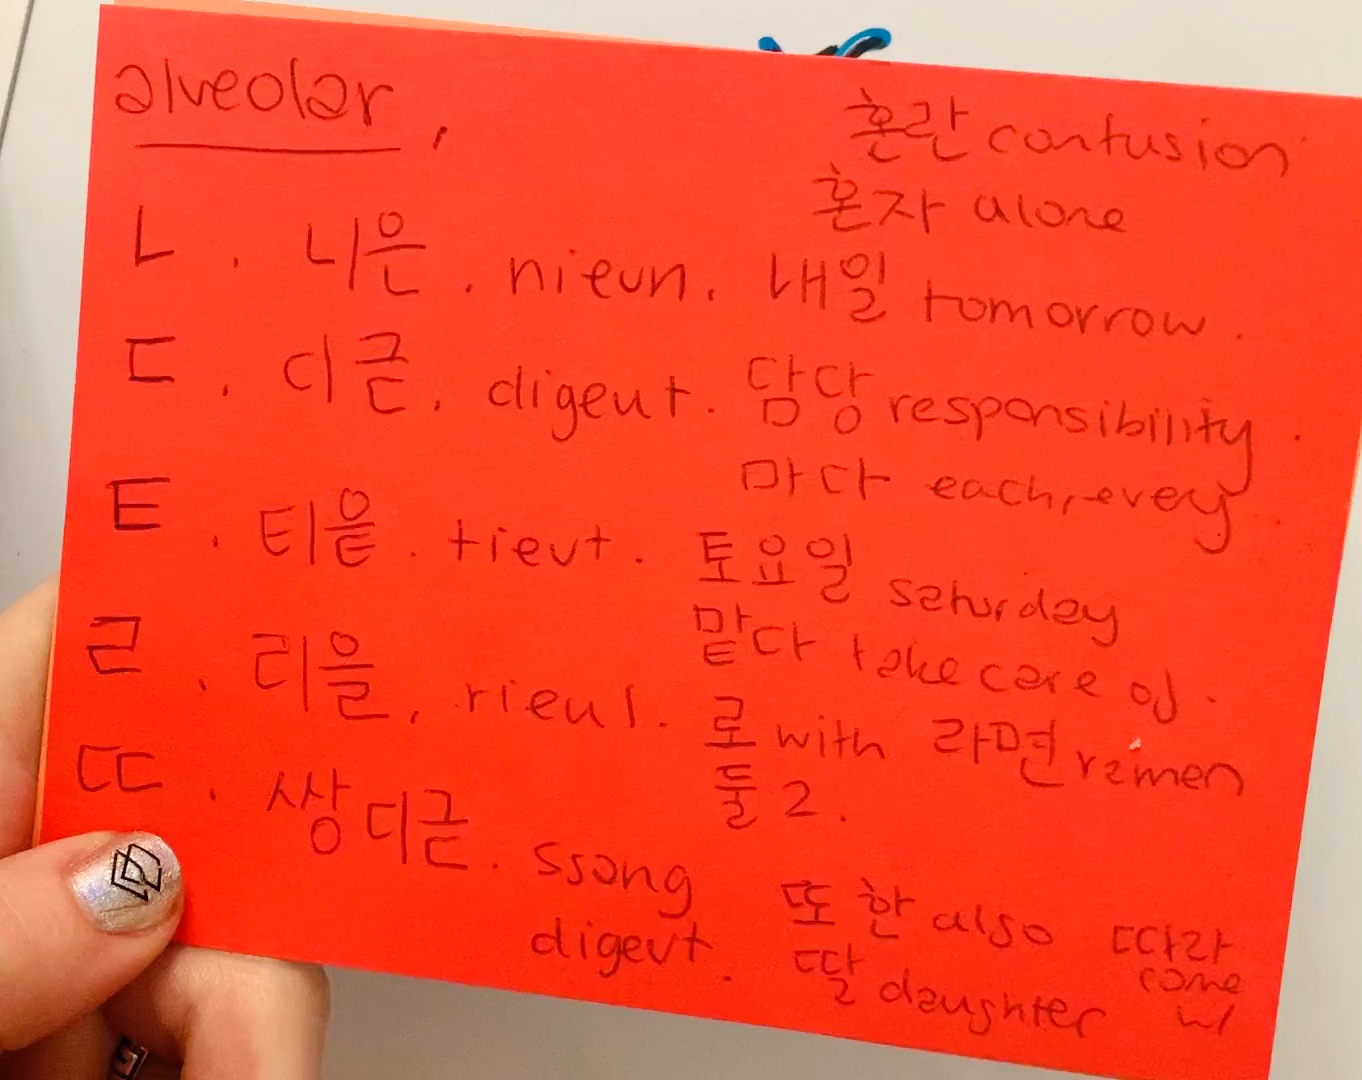 alveolar,
혼란 confusion
혼자 alone
ㄴ. 니은. nieun. 내일 tomorrow.
ㄷ. 디귿. digeut. 담당 responsibility.
마다 each, evey
ㅌ. 티읕. tieut. 토요일 saturday
맡다 take care of.
ㄹ. 리을. rieul. 로 with 라면 ramen
둘 2.
ㄸ. 쌍디귿. ssang digeut.
또한 also 따라 come w/
딸 daughter